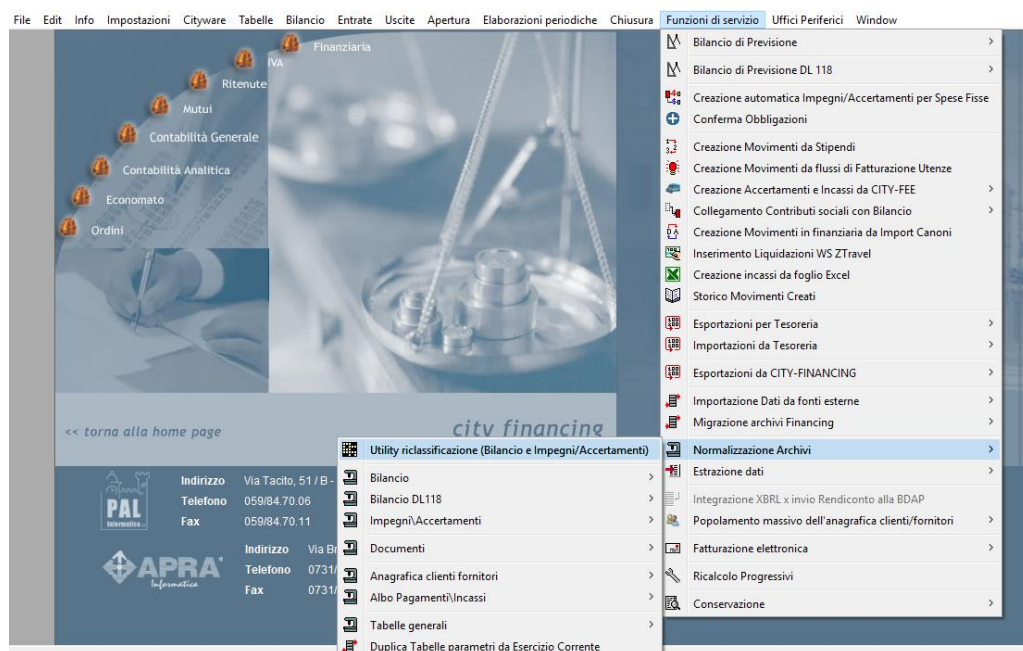 File Edit Info Impostazioni Cityware Tabelle Bilancio Entrate Uscite Apertura Elaborazioni periodiche Chiusura Funzioni di servizio Uffici Periferici Window
Finanziaria
IVA
Ritenute
Mutui
Contabilità Generale
Contabilità Analitica
Economato
Ordini
<< torna alla home page
city financing
PAL
Informatica
Indirizzo Via Tacito, 51 / B -
Telefono 059/84.70.06
Fax 059/84.70.11
APRA
Informatica
Indirizzo Via Br
Telefono 0731/
Fax 0731/
Bilancio di Previsione
Bilancio di Previsione DL 118
Creazione automatica Impegni/Accertamenti per Spese Fisse
Conferma Obbligazioni
Creazione Movimenti da Stipendi
Creazione Movimenti da flussi di Fatturazione Utenze
Creazione Accertamenti e Incassi da CITY-FEE
Collegamento Contributi sociali con Bilancio
Creazione Movimenti in finanziaria da Import Canoni
Inserimento Liquidazioni WS ZTravel
Creazione incassi da foglio Excel
Storico Movimenti Creati
Esportazioni per Tesoreria
Importazioni da Tesoreria
Esportazioni da CITY-FINANCING
Importazione Dati da fonti esterne
Migrazione archivi Financing
Normalizzazione Archivi
Estrazione dati
Integrazione XBRL x invio Rendiconto alla BDAP
Popolamento massivo dell'anagrafica clienti/fornitori
Fatturazione elettronica
Ricalcolo Progressivi
Conservazione
Utility riclassificazione (Bilancio e Impegni/Accertamenti)
Bilancio
Bilancio DL118
Impegni\Accertamenti
Documenti
Anagrafica clienti fornitori
Albo Pagamenti\Incassi
Tabelle generali
Duplica Tabelle parametri da Esercizio Corrente